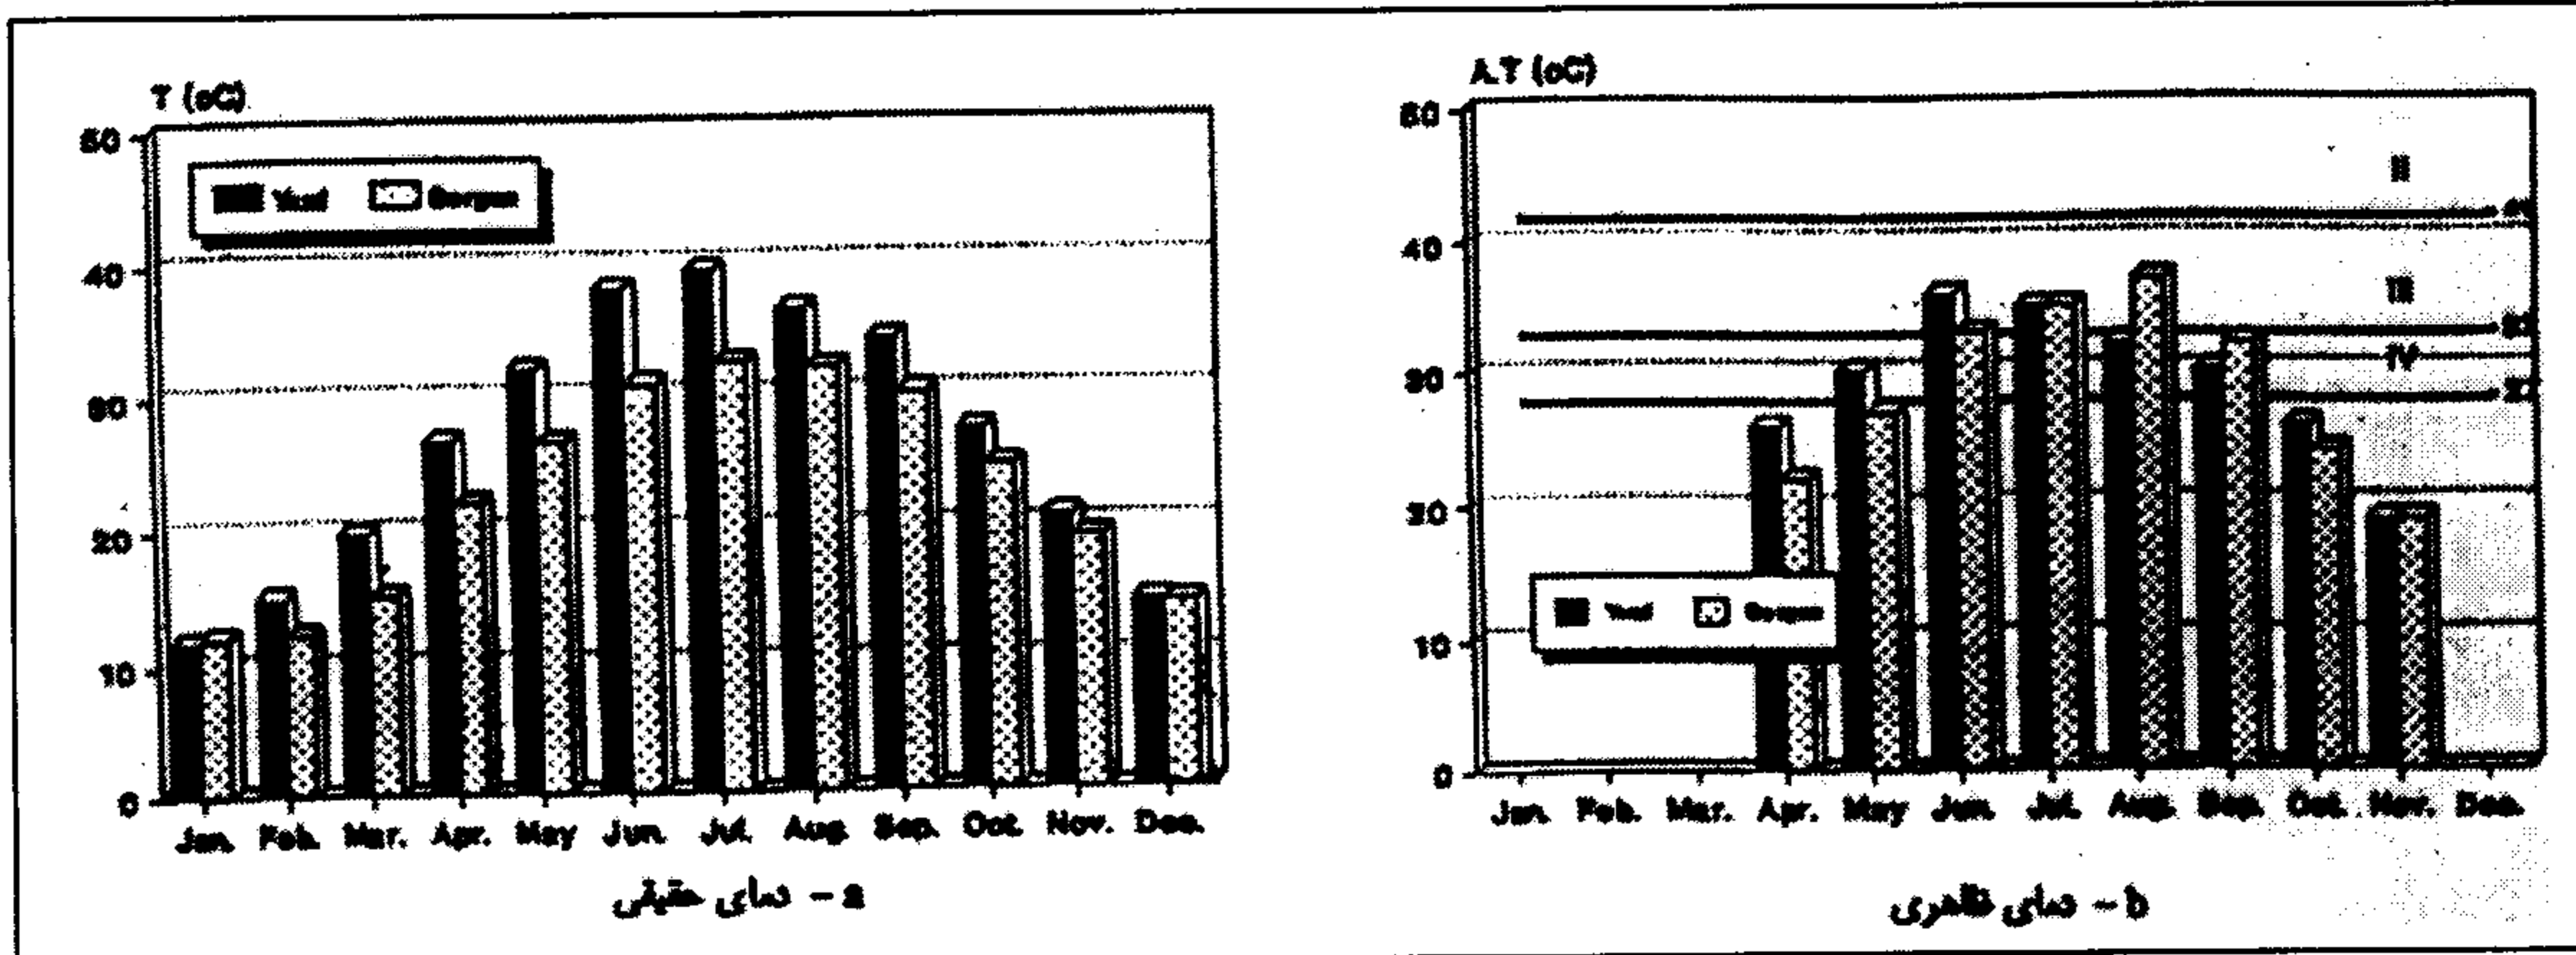 T (oC)
50
40
30
20
10
0
Yazd
Gorgan
Jan. Feb. Mar. Apr. May Jun. Jul. Aug. Sep. Oct. Nov. Dec.
a - دمای حقیقی
A.T (oC)
50
40
30
20
10
0
II
III
IV
Yazd
Gorgan
Jan. Feb. Mar. Apr. May Jun. Jul. Aug. Sep. Oct. Nov. Dec.
b - دمای ظاهری